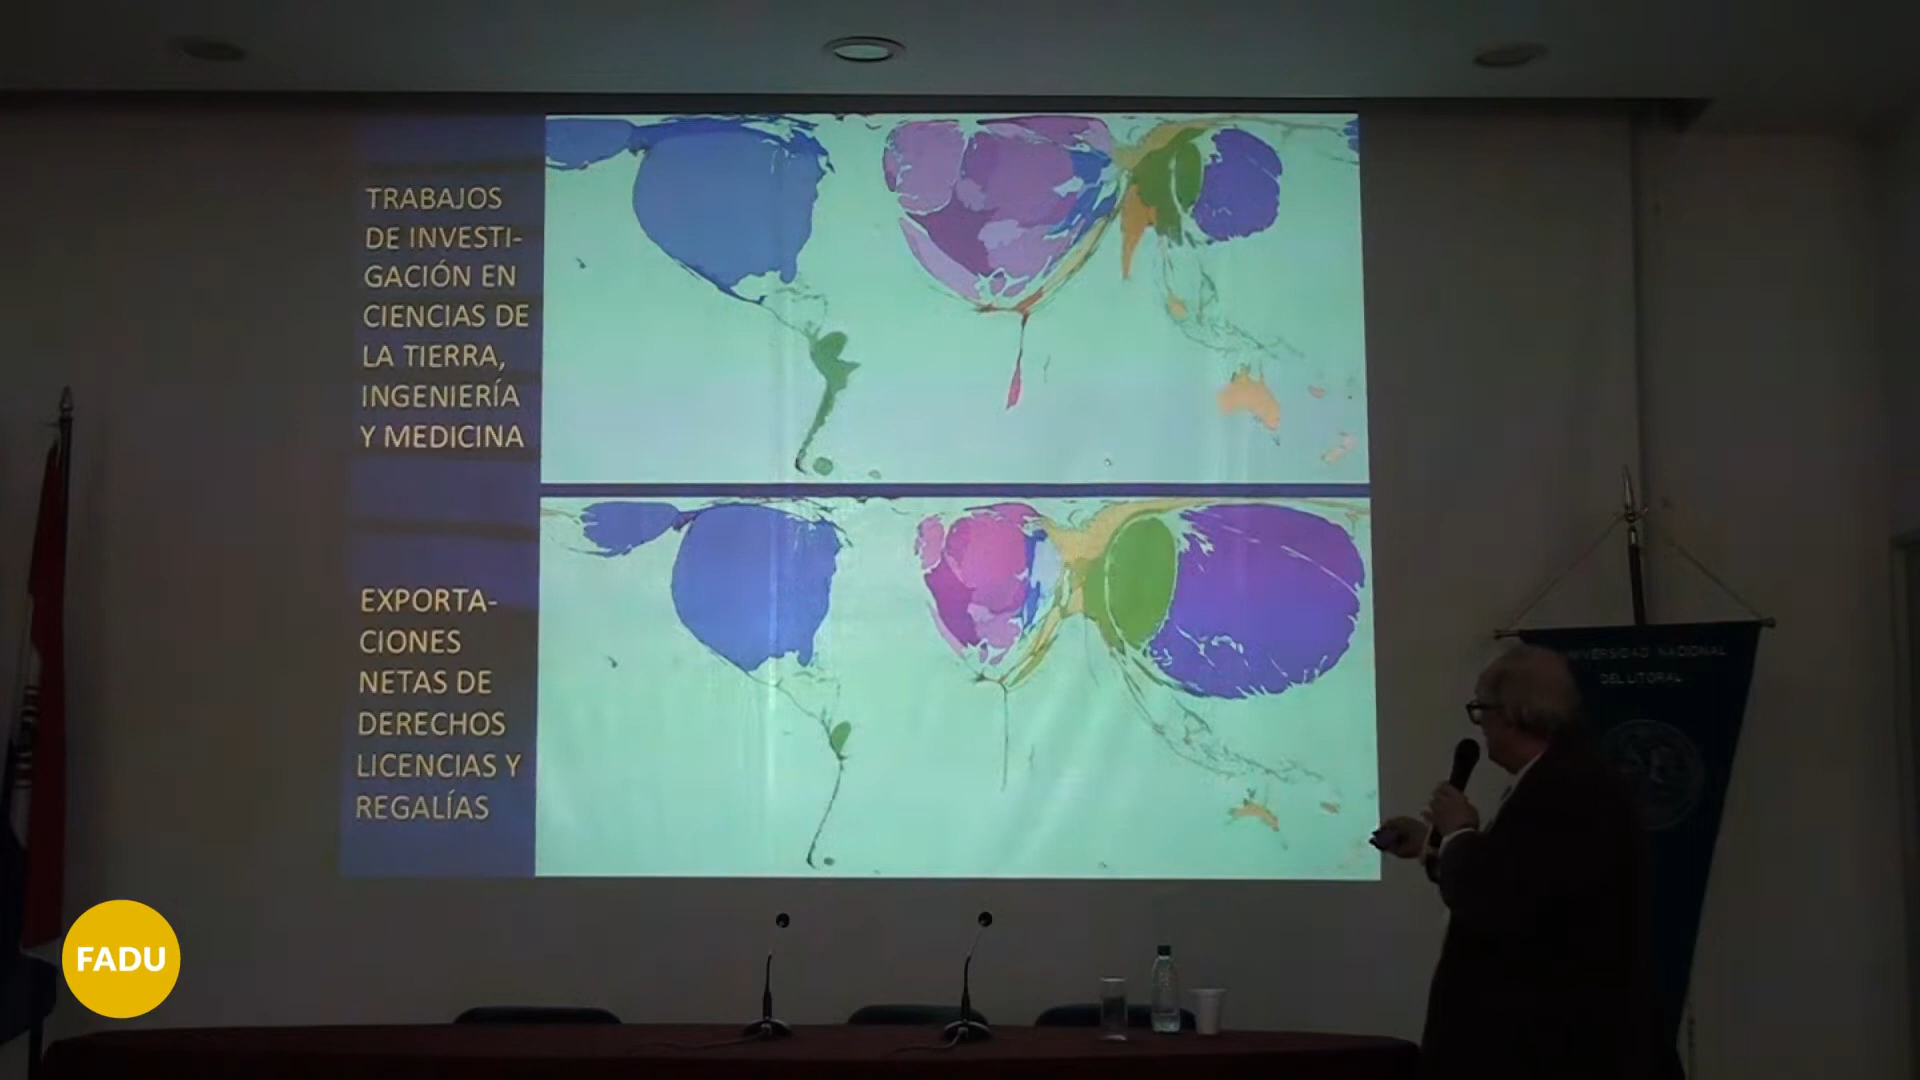 TRABAJOS
DE INVESTI-
GACIÓN EN
CIENCIAS DE
LA TIERRA,
INGENIERÍA
Y MEDICINA
EXPORTA-
CIONES
NETAS DE
DERECHOS
LICENCIAS Y
REGALÍAS
UNIVERSIDAD NACIONAL
DEL LITORAL
FADU